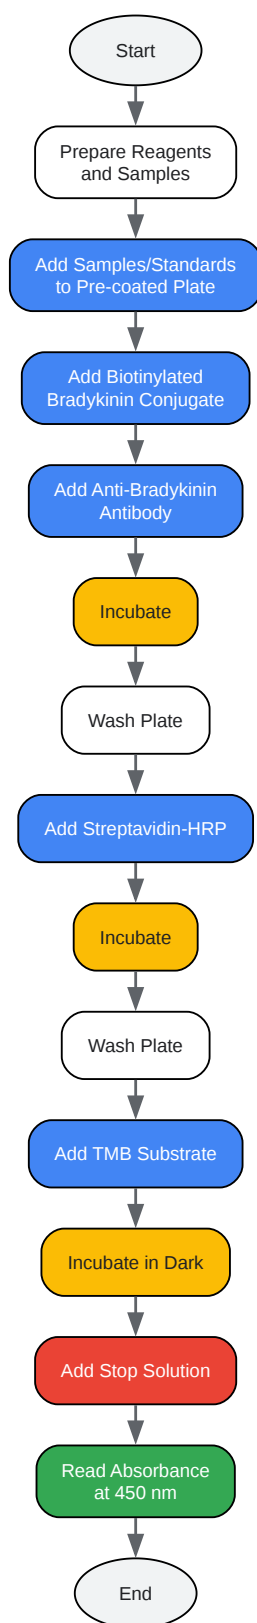 Start
Prepare Reagents
and Samples
Add Samples/Standards
to Pre-coated Plate
Add Biotinylated
Bradykinin Conjugate
Add Anti-Bradykinin
Antibody
Incubate
Wash Plate
Add Streptavidin-HRP
Incubate
Wash Plate
Add TMB Substrate
Incubate in Dark
Add Stop Solution
Read Absorbance
at 450 nm
End